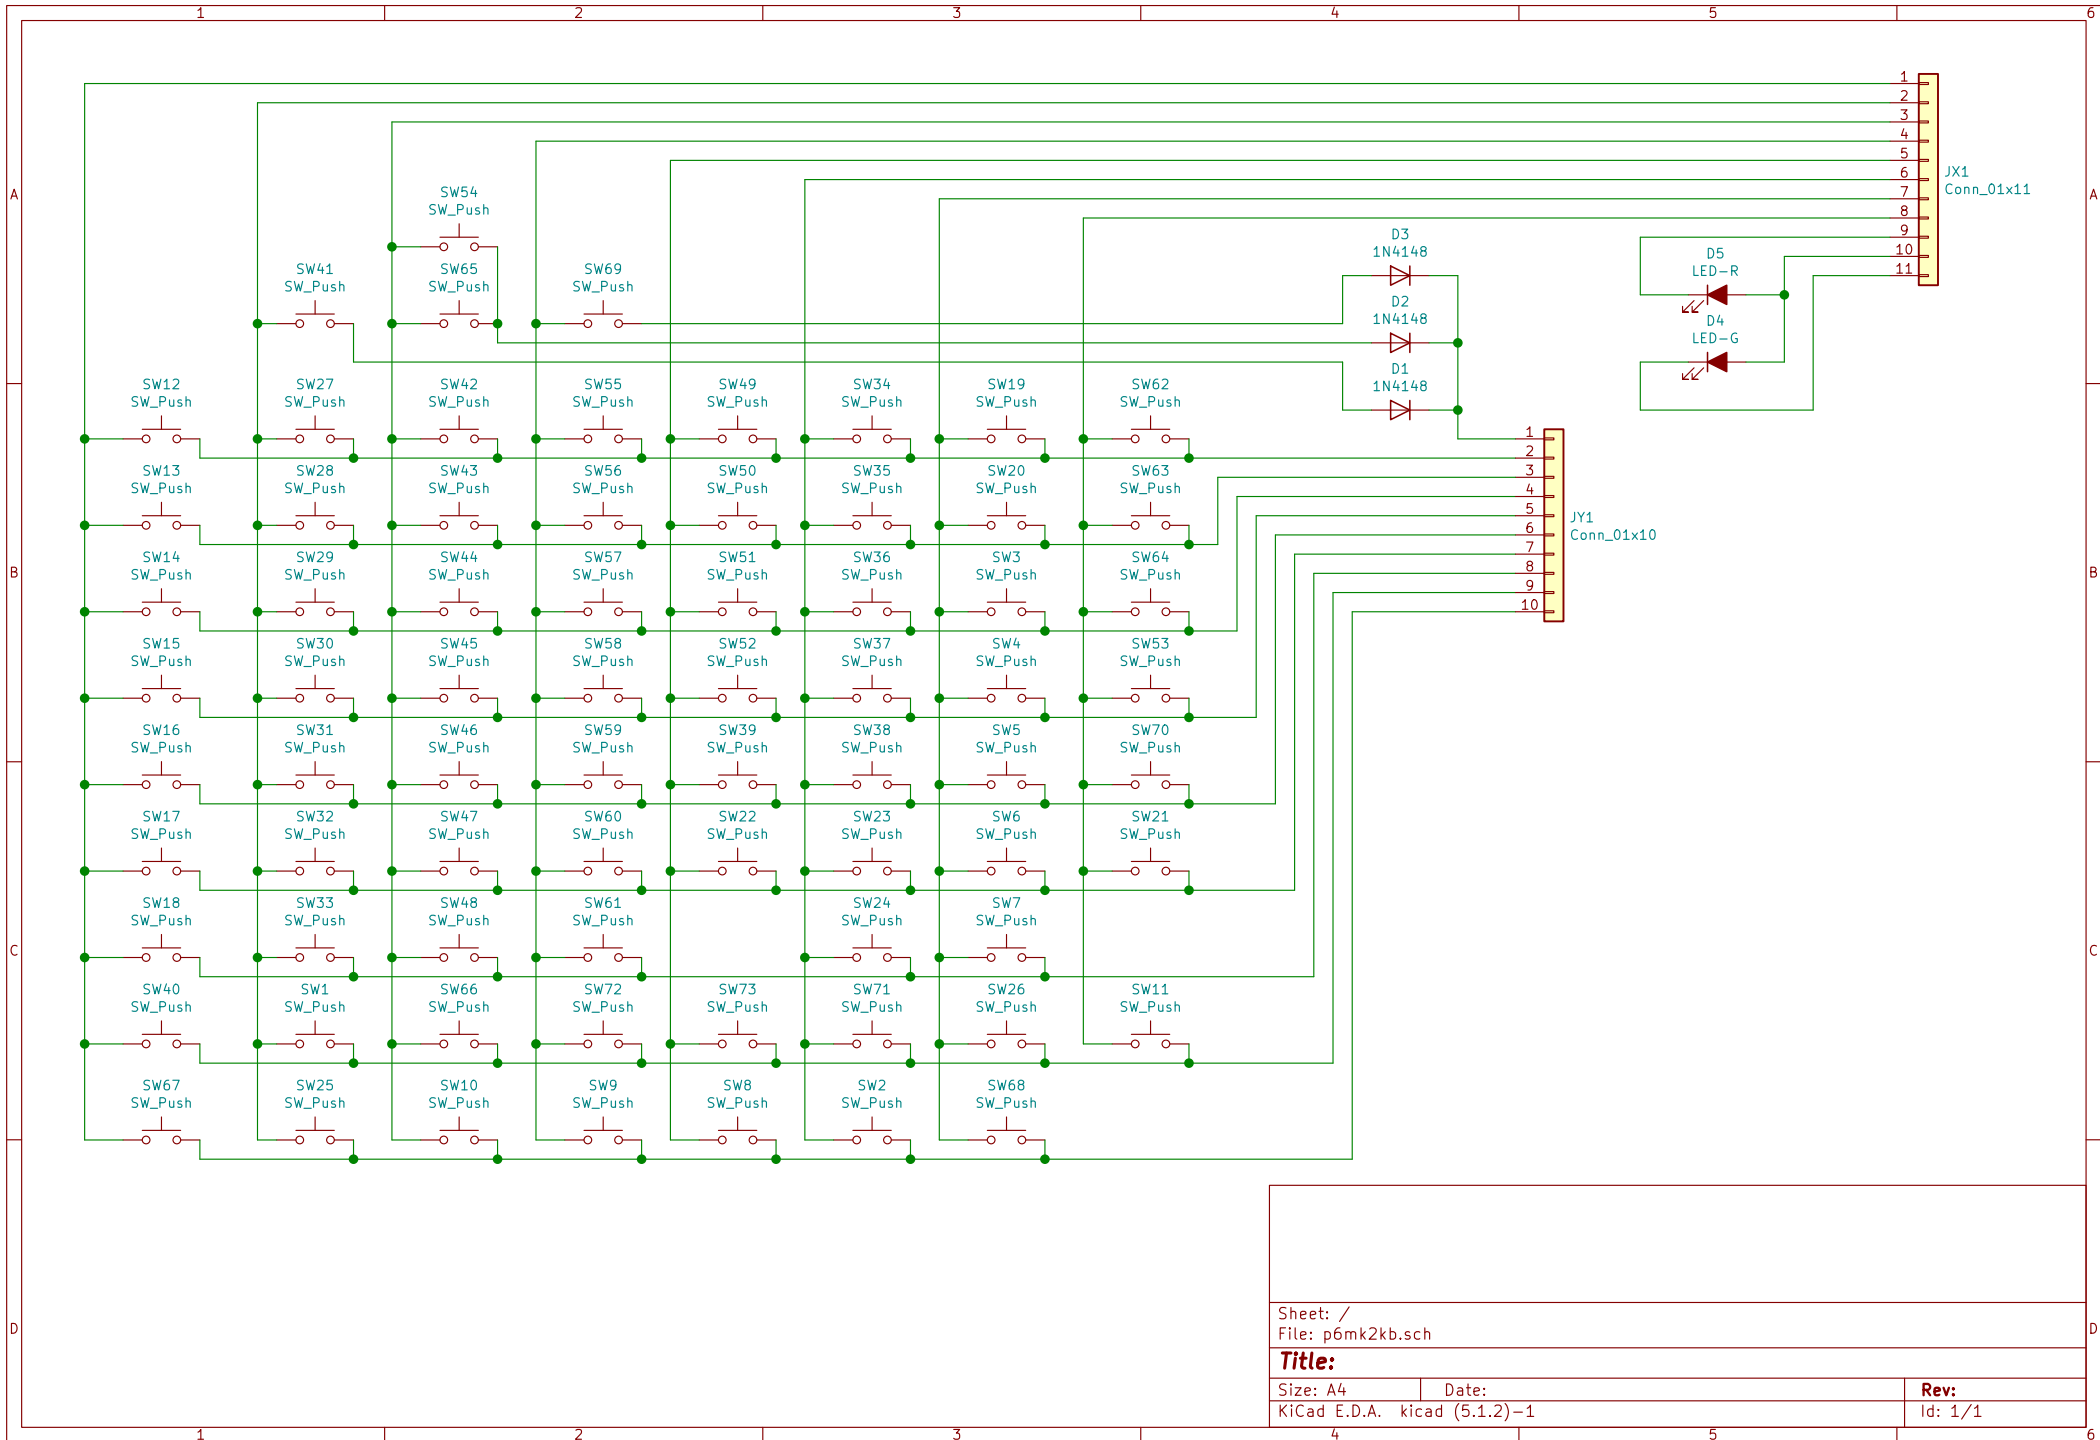 1 2 3 4 5 6
1
2
3
4
5
6
7
8
9
10
11
JX1
Conn_01x11
A A
SW54
SW_Push
D3
1N4148
D5
LED-R
SW41 SW65 SW69
SW_Push SW_Push SW_Push
D2
1N4148
D4
LED-G
D1
1N4148
SW12 SW27 SW42 SW55 SW49 SW34 SW19 SW62
SW_Push SW_Push SW_Push SW_Push SW_Push SW_Push SW_Push SW_Push
1
2
3
4
5
6
7
8
9
10
JY1
Conn_01x10
SW13 SW28 SW43 SW56 SW50 SW35 SW20 SW63
SW_Push SW_Push SW_Push SW_Push SW_Push SW_Push SW_Push SW_Push
SW14 SW29 SW44 SW57 SW51 SW36 SW3 SW64
B SW_Push SW_Push SW_Push SW_Push SW_Push SW_Push SW_Push SW_Push B
SW15 SW30 SW45 SW58 SW52 SW37 SW4 SW53
SW_Push SW_Push SW_Push SW_Push SW_Push SW_Push SW_Push SW_Push
SW16 SW31 SW46 SW59 SW39 SW38 SW5 SW70
SW_Push SW_Push SW_Push SW_Push SW_Push SW_Push SW_Push SW_Push
SW17 SW32 SW47 SW60 SW22 SW23 SW6 SW21
SW_Push SW_Push SW_Push SW_Push SW_Push SW_Push SW_Push SW_Push
SW18 SW33 SW48 SW61 SW24 SW7
SW_Push SW_Push SW_Push SW_Push SW_Push SW_Push
C C
SW40 SW1 SW66 SW72 SW73 SW71 SW26 SW11
SW_Push SW_Push SW_Push SW_Push SW_Push SW_Push SW_Push SW_Push
SW67 SW25 SW10 SW9 SW8 SW2 SW68
SW_Push SW_Push SW_Push SW_Push SW_Push SW_Push SW_Push
Sheet: /
File: p6mk2kb.sch
D D
Title:
Size: A4 Date: Rev:
KiCad E.D.A. kicad (5.1.2)-1 Id: 1/1
1 2 3 4 5 6